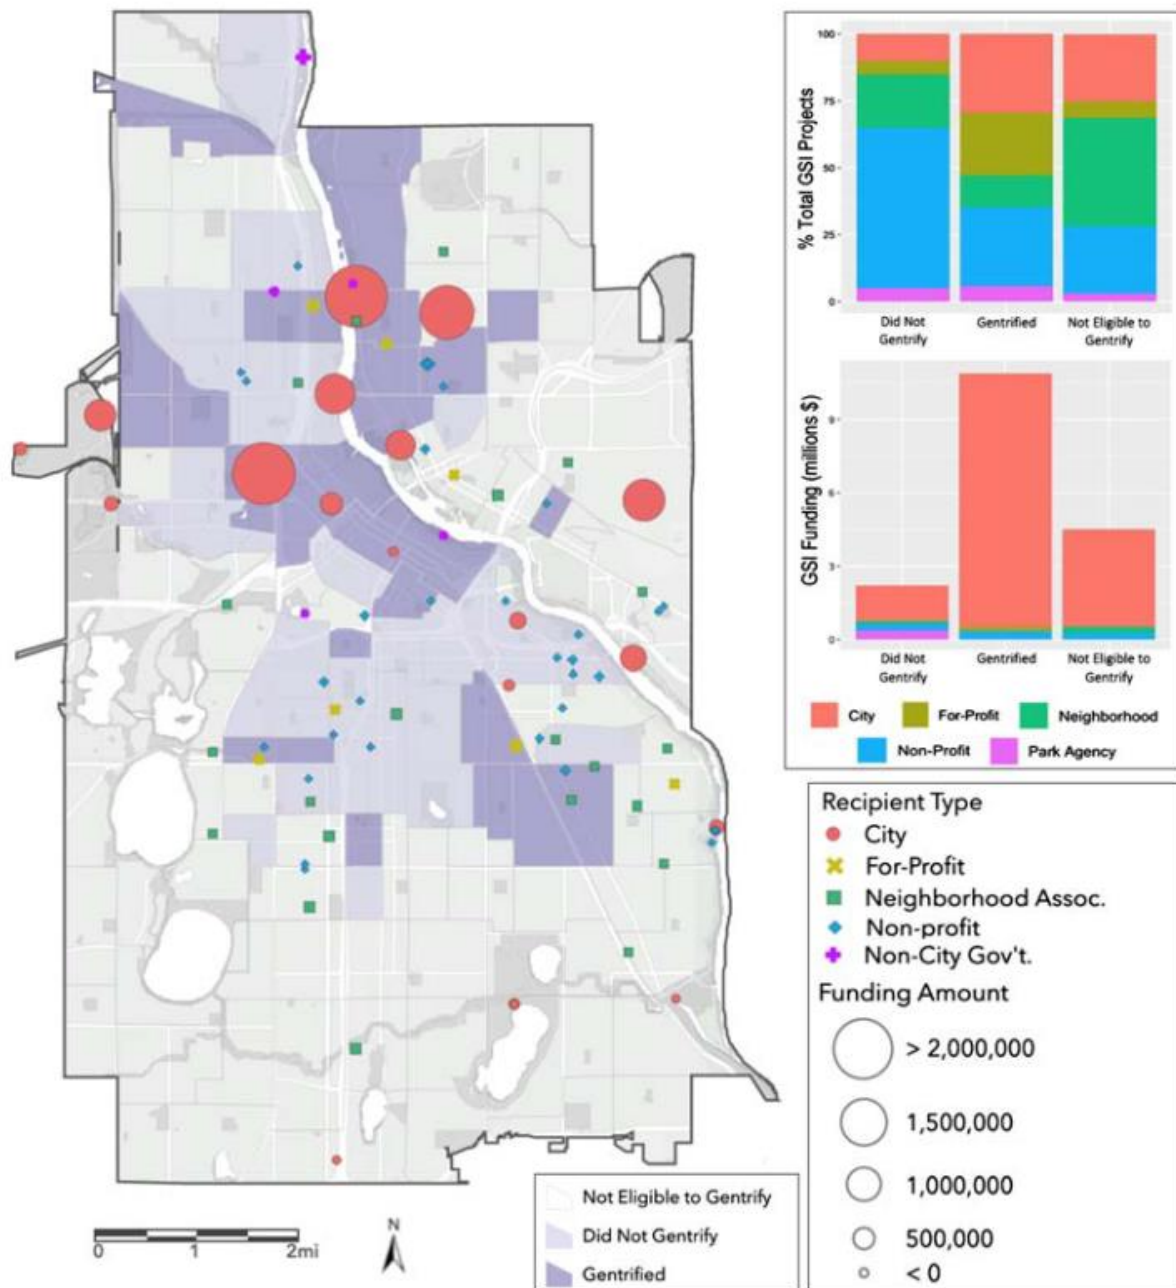 100
75
50
25
0
% Total GSI Projects
Did Not
Gentrify
Gentrified
Not Eligible to
Gentrify
9
6
3
0
GSI Funding (millions $)
Did Not
Gentrify
Gentrified
Not Eligible to
Gentrify
City
For-Profit
Neighborhood
Non-Profit
Park Agency
Recipient Type
City
For-Profit
Neighborhood Assoc.
Non-profit
Non-City Gov't.
Funding Amount
> 2,000,000
1,500,000
1,000,000
500,000
< 0
Not Eligible to Gentrify
Did Not Gentrify
Gentrified
0 1 2mi
N